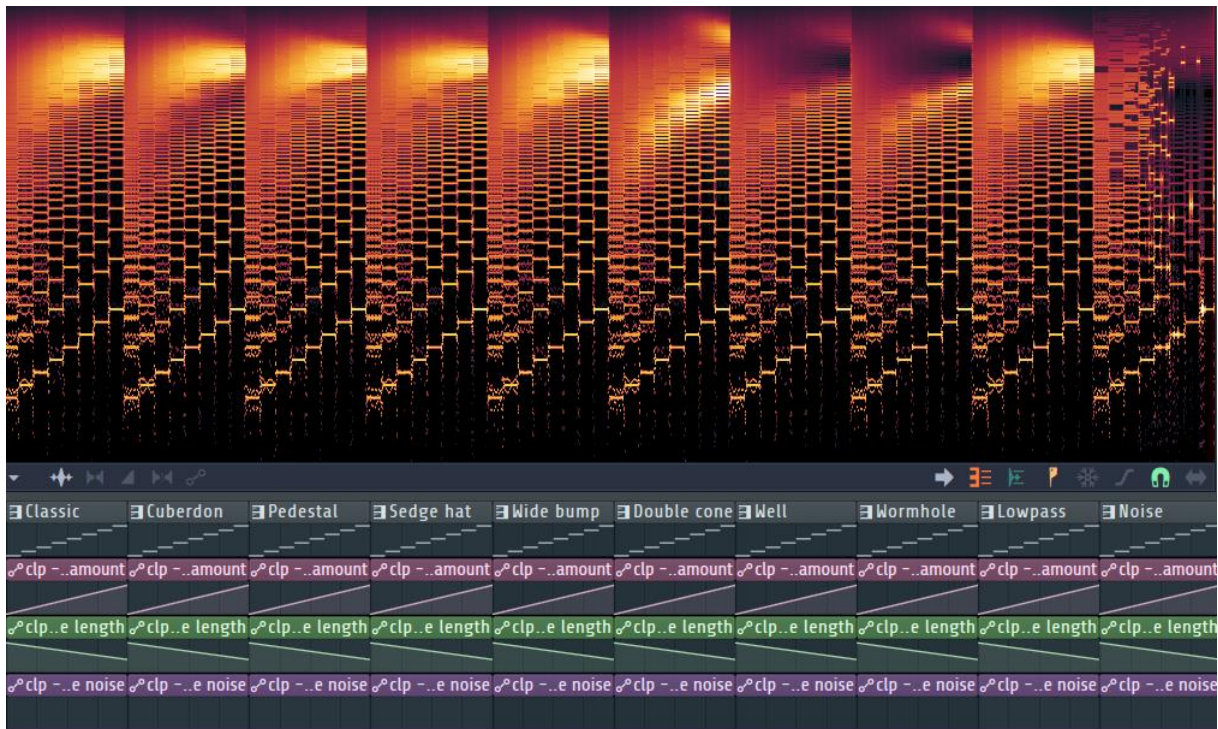 Classic Cuberdon Pedestal Sedge hat Wide bump Double cone Well Wormhole Lowpass Noise
clp -..amount clp -..amount clp -..amount clp -..amount clp -..amount clp -..amount clp -..amount clp -..amount clp -..amount clp -..amount
clp..e length clp..e length clp..e length clp..e length clp..e length clp..e length clp..e length clp..e length clp..e length clp..e length
clp -..e noise clp -..e noise clp -..e noise clp -..e noise clp -..e noise clp -..e noise clp -..e noise clp -..e noise clp -..e noise clp -..e noise